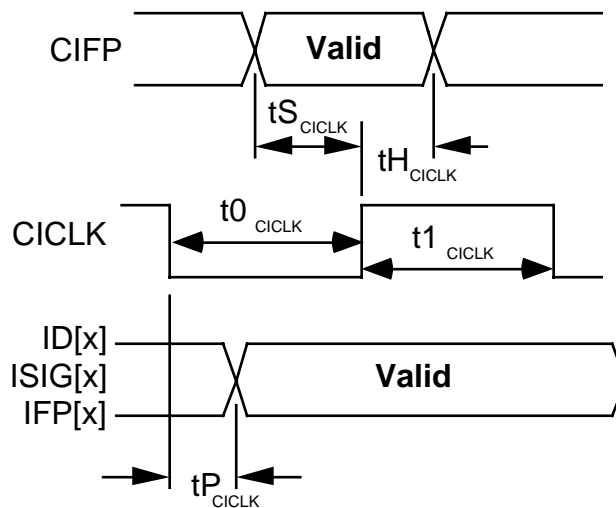 CIFP
Valid
tS CICLK
tH CICLK
CICLK
t0 CICLK
t1 CICLK
ID[x]
ISIG[x]
IFP[x]
Valid
tP CICLK